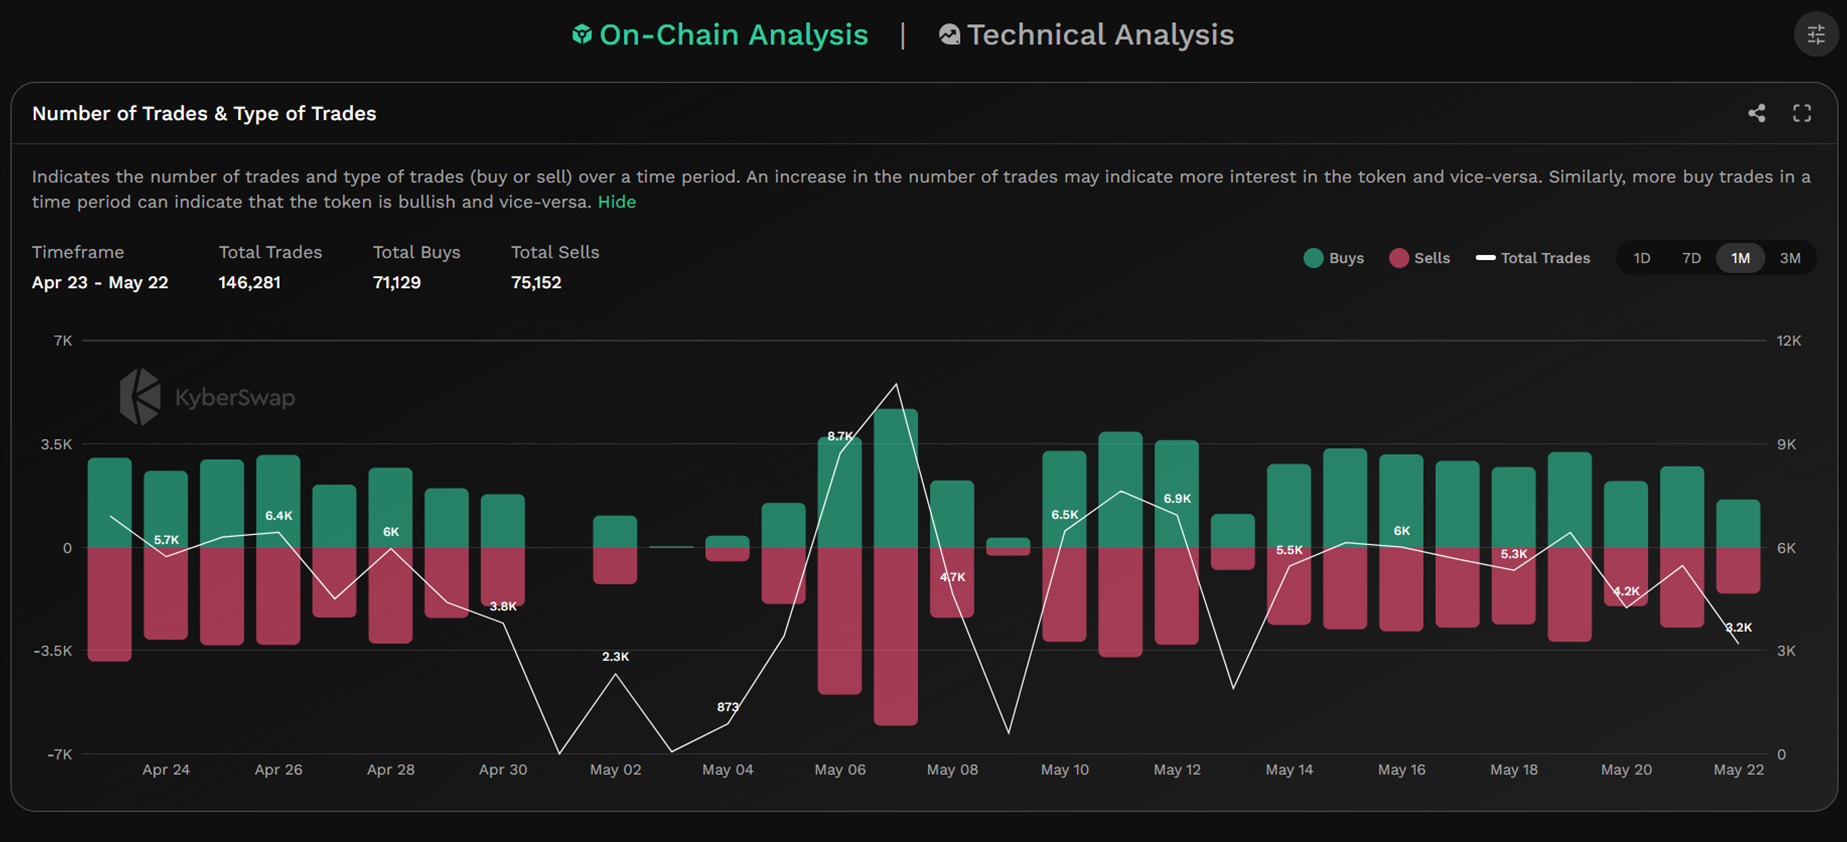 On-Chain Analysis | Technical Analysis
Number of Trades & Type of Trades
Indicates the number of trades and type of trades (buy or sell) over a time period. An increase in the number of trades may indicate more interest in the token and vice-versa. Similarly, more buy trades in a
time period can indicate that the token is bullish and vice-versa. Hide
Timeframe Total Trades Total Buys Total Sells
Apr 23 - May 22 146,281 71,129 75,152
Buys Sells Total Trades 1D 7D 1M 3M
7K 12K
KyberSwap
8.7K
3.5K 9K
6.9K
6.4K 6.5K
6K 6K
5.7K
0 6K
5.5K 5.3K
4.7K
4.2K
3.8K
3.2K
-3.5K 3K
2.3K
873
-7K 0
Apr 24 Apr 26 Apr 28 Apr 30 May 02 May 04 May 06 May 08 May 10 May 12 May 14 May 16 May 18 May 20 May 22